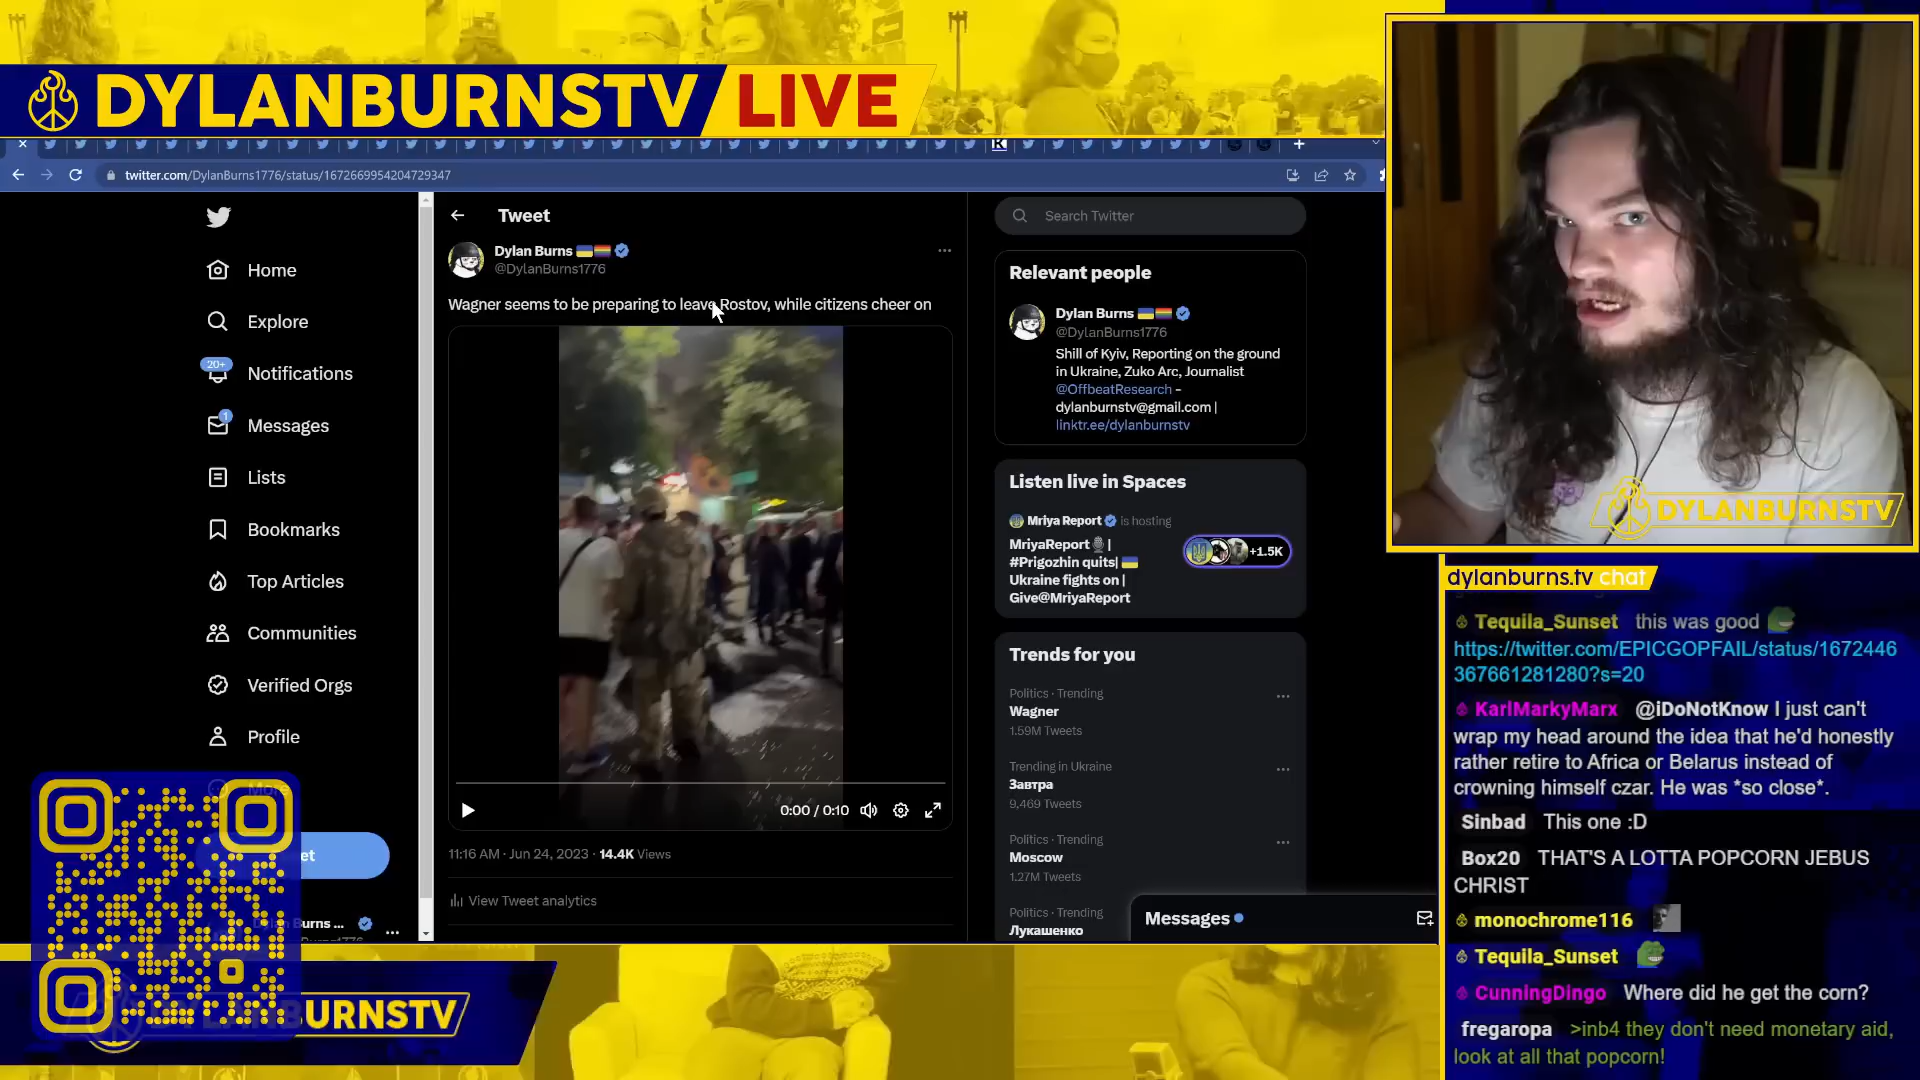 DYLANBURNSTV LIVE
twitter.com/DylanBurns1776/status/1672669954204729347
Home
Explore
20+
Notifications
1
Messages
Lists
Bookmarks
Top Articles
Communities
Verified Orgs
Profile
More
et
Burns ...
Tweet
Dylan Burns
@DylanBurns1776
Wagner seems to be preparing to leave Rostov, while citizens cheer on
0:00 / 0:10
11:16 AM · Jun 24, 2023 · 14.4K Views
View Tweet analytics
Search Twitter
Relevant people
Dylan Burns
@DylanBurns1776
Shill of Kyiv, Reporting on the ground
in Ukraine, Zuko Arc, Journalist
@OffbeatResearch -
dylanburnstv@gmail.com |
linktr.ee/dylanburnstv
Listen live in Spaces
Mriya Report is hosting
MriyaReport |
#Prigozhin quits|
Ukraine fights on |
Give@MriyaReport
+1.5K
Trends for you
Politics · Trending
Wagner
1.59M Tweets
Trending in Ukraine
Завтра
9,469 Tweets
Politics · Trending
Moscow
1.27M Tweets
Politics · Trending
Лукашенко
Messages
DYLANBURNSTV
dylanburns.tv chat
Tequila_Sunset this was good
https://twitter.com/EPICGOPFAIL/status/1672446
367661281280?s=20
KarlMarkyMarx @iDoNotKnow I just can't
wrap my head around the idea that he'd honestly
rather retire to Africa or Belarus instead of
crowning himself czar. He was *so close*.
Sinbad This one :D
Box20 THAT'S A LOTTA POPCORN JEBUS
CHRIST
monochrome116
Tequila_Sunset
CunningDingo Where did he get the corn?
fregaropa >inb4 they don't need monetary aid,
look at all that popcorn!
BURNSTV